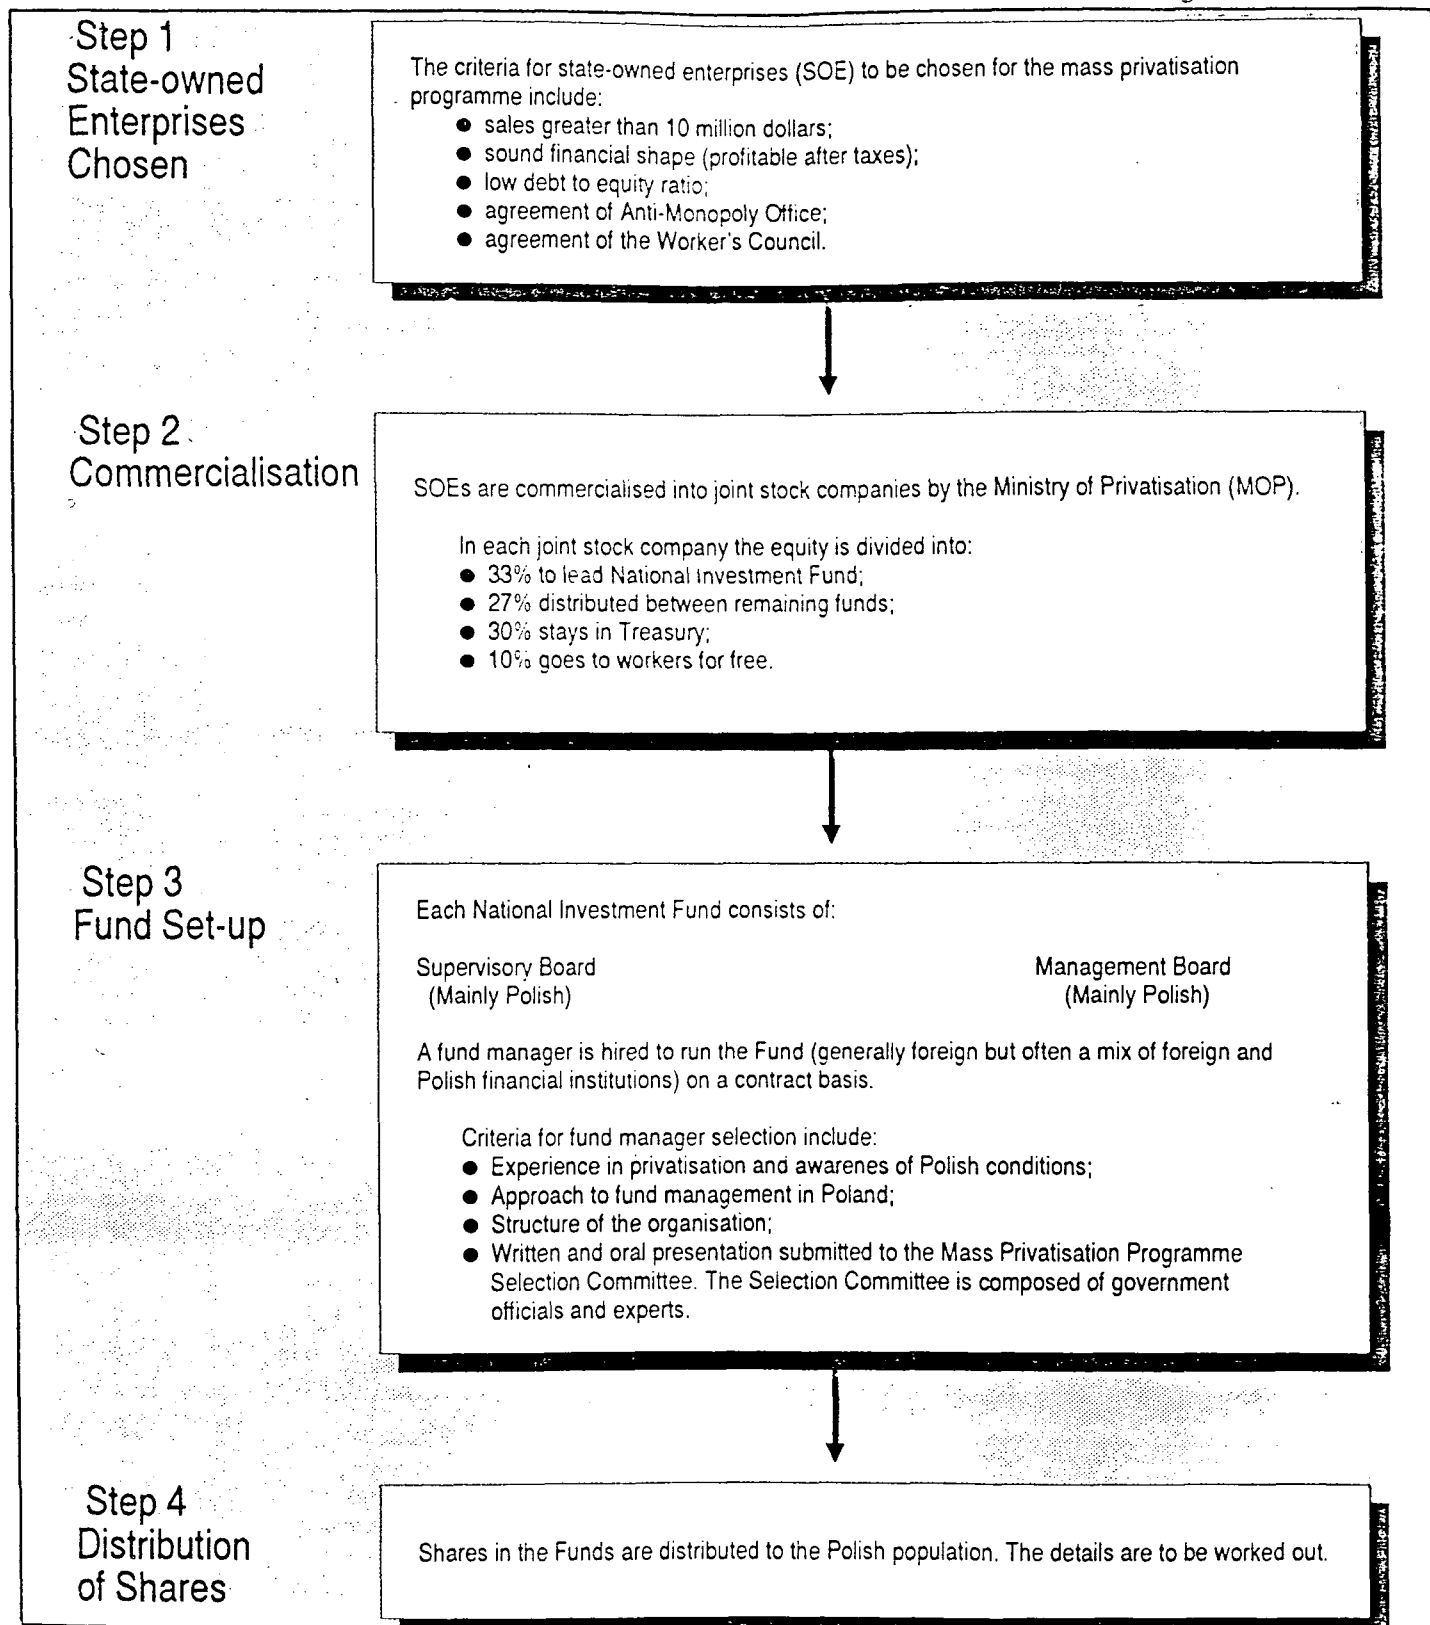 Step 1
State-owned
Enterprises
Chosen
The criteria for state-owned enterprises (SOE) to be chosen for the mass privatisation
programme include:
● sales greater than 10 million dollars;
● sound financial shape (profitable after taxes);
● low debt to equity ratio;
● agreement of Anti-Monopoly Office;
● agreement of the Worker's Council.
Step 2
Commercialisation
SOEs are commercialised into joint stock companies by the Ministry of Privatisation (MOP).
In each joint stock company the equity is divided into:
● 33% to lead National Investment Fund;
● 27% distributed between remaining funds;
● 30% stays in Treasury;
● 10% goes to workers for free.
Step 3
Fund Set-up
Each National Investment Fund consists of:
Supervisory Board
(Mainly Polish)
Management Board
(Mainly Polish)
A fund manager is hired to run the Fund (generally foreign but often a mix of foreign and
Polish financial institutions) on a contract basis.
Criteria for fund manager selection include:
● Experience in privatisation and awarenes of Polish conditions;
● Approach to fund management in Poland;
● Structure of the organisation;
● Written and oral presentation submitted to the Mass Privatisation Programme
Selection Committee. The Selection Committee is composed of government
officials and experts.
Step 4
Distribution
of Shares
Shares in the Funds are distributed to the Polish population. The details are to be worked out.